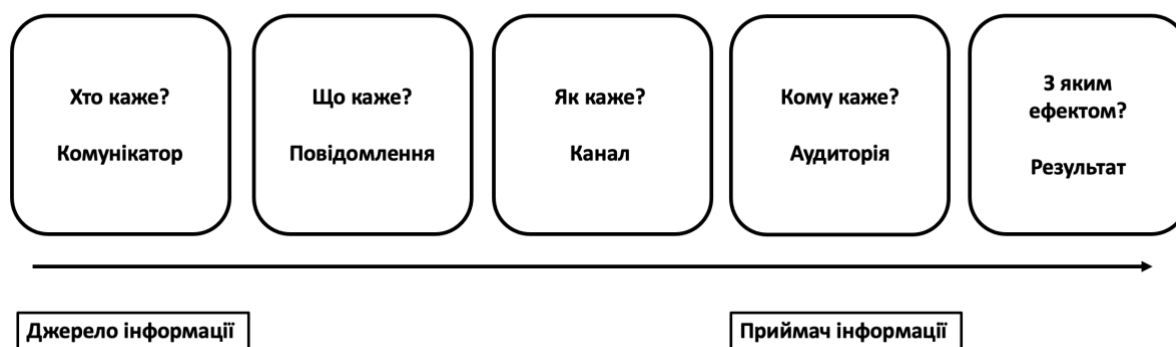 Хто каже?
Комунікатор
Що каже?
Повідомлення
Як каже?
Канал
Кому каже?
Аудиторія
З яким
ефектом?
Результат
Джерело інформації
Приймач інформації